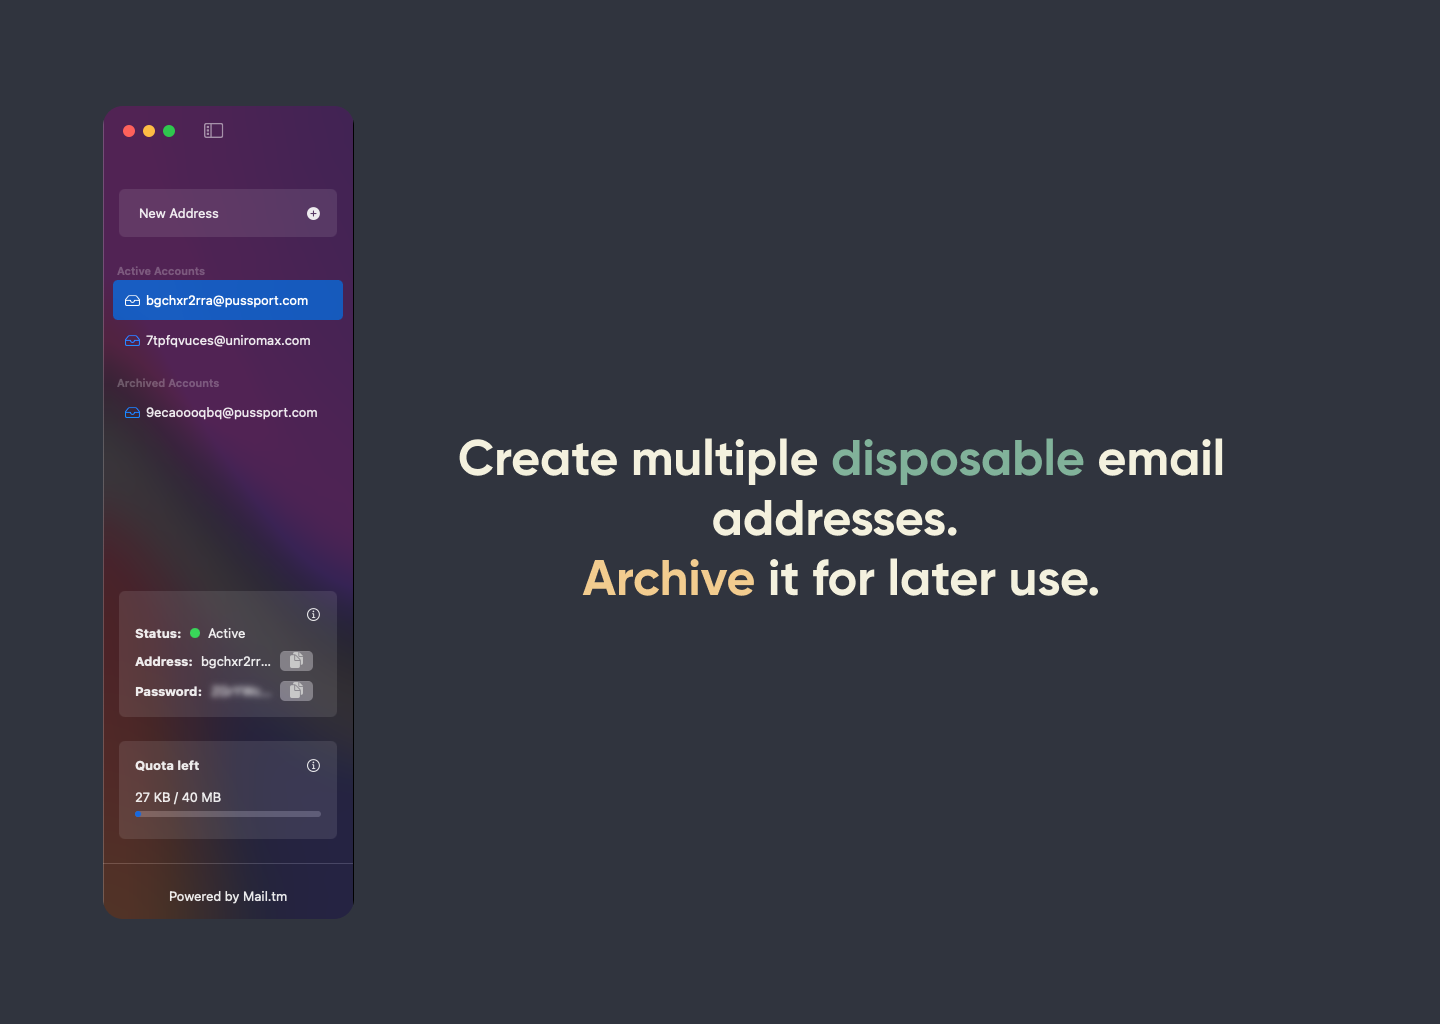 New Address
Active Accounts
bgchxr2rra@pussport.com
7tpfqvuces@uniromax.com
Archived Accounts
9ecaoooqbq@pussport.com
Status: Active
Address: bgchxr2rr...
Password:
Quota left
27 KB / 40 MB
Powered by Mail.tm
Create multiple disposable email
addresses.
Archive it for later use.